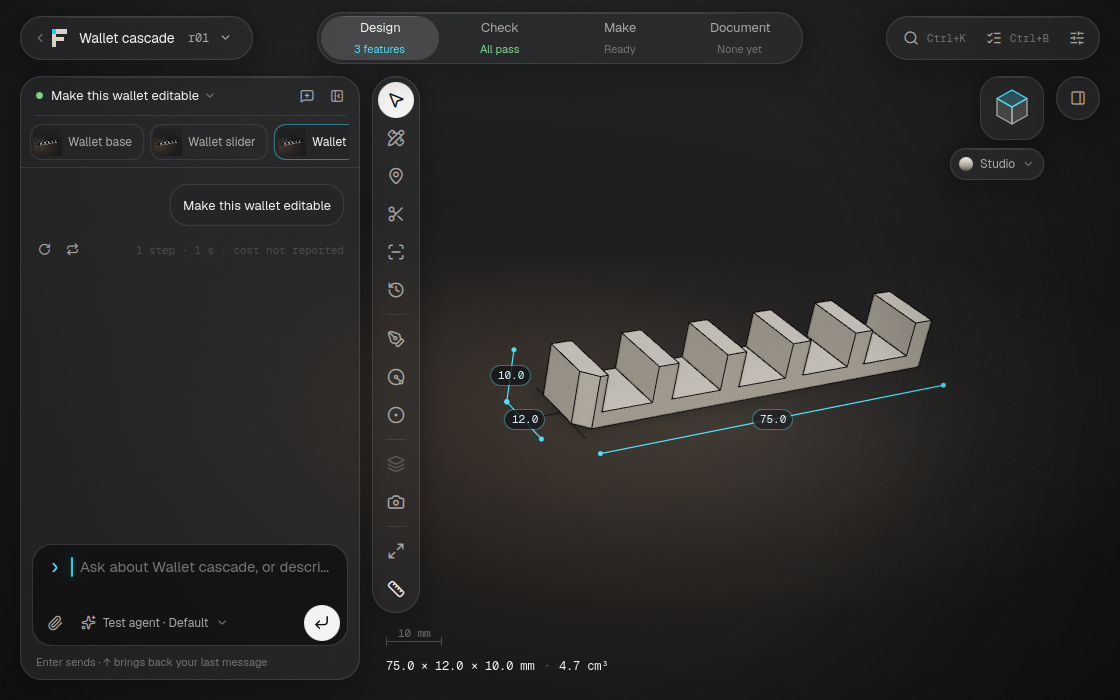 Wallet cascade r01
Design
3 features
Check
All pass
Make
Ready
Document
None yet
Ctrl+K
Ctrl+B
Make this wallet editable
Wallet base
Wallet slider
Wallet
Make this wallet editable
1 step · 1 s · cost not reported
Studio
10.0
12.0
75.0
Ask about Wallet cascade, or descri...
Test agent · Default
Enter sends · ↑ brings back your last message
10 mm
75.0 × 12.0 × 10.0 mm · 4.7 cm³